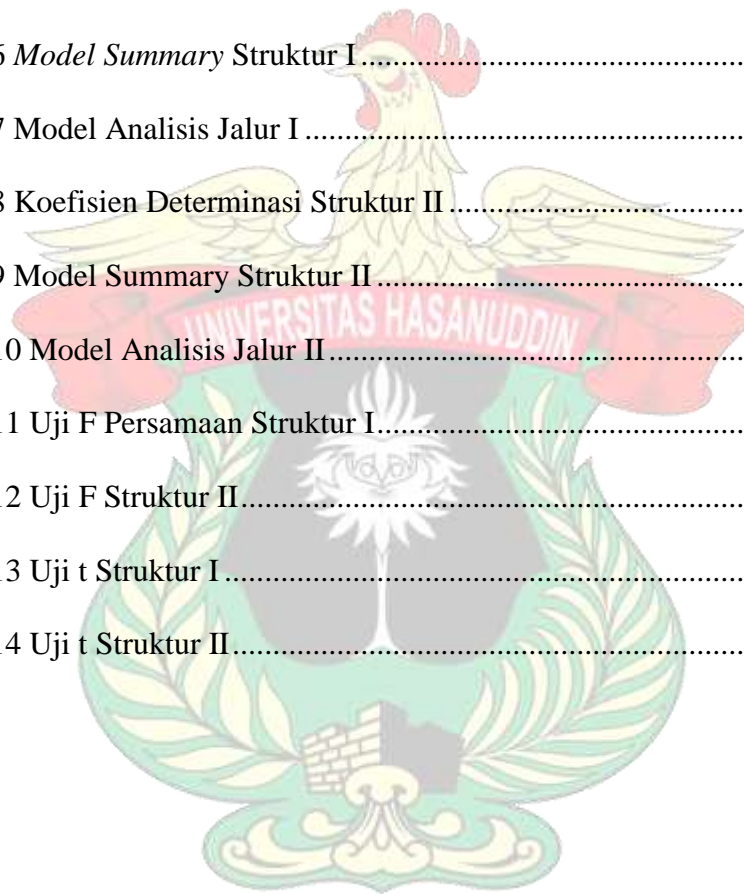 6 Model Summary Struktur I..................................................
7 Model Analisis Jalur I ..................................................
8 Koefisien Determinasi Struktur II ..................................................
9 Model Summary Struktur II ..................................................
UNIVERSITAS HASANUDDIN
10 Model Analisis Jalur II ..................................................
11 Uji F Persamaan Struktur I..................................................
12 Uji F Struktur II..................................................
13 Uji t Struktur I ..................................................
14 Uji t Struktur II..................................................